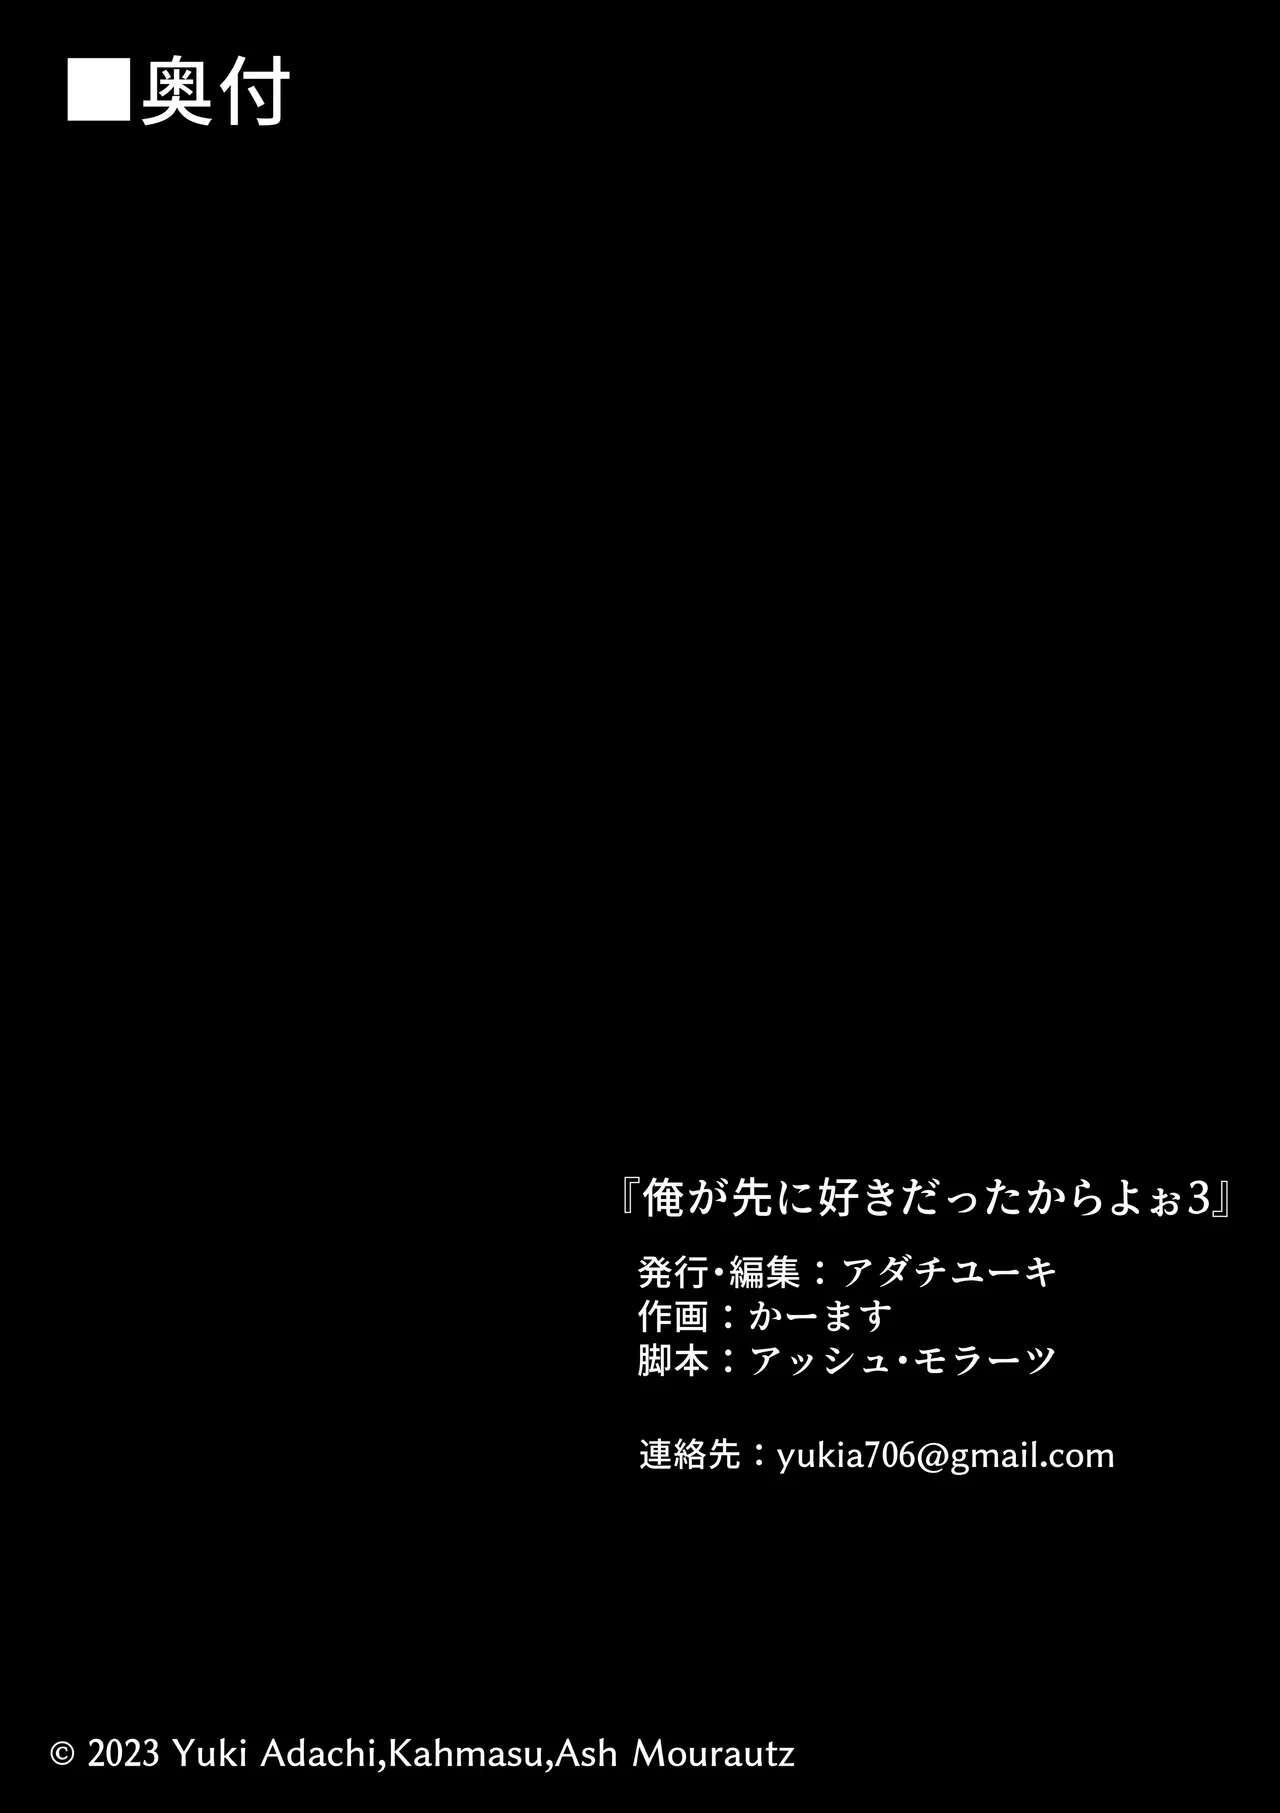 ■奥付
『俺が先に好きだったからよぉ3』
発行・編集：アダチユーキ
作画：かーます
脚本：アッシュ・モラーツ
連絡先：yukia706@gmail.com
© 2023 Yuki Adachi,Kahmasu,Ash Mourautz